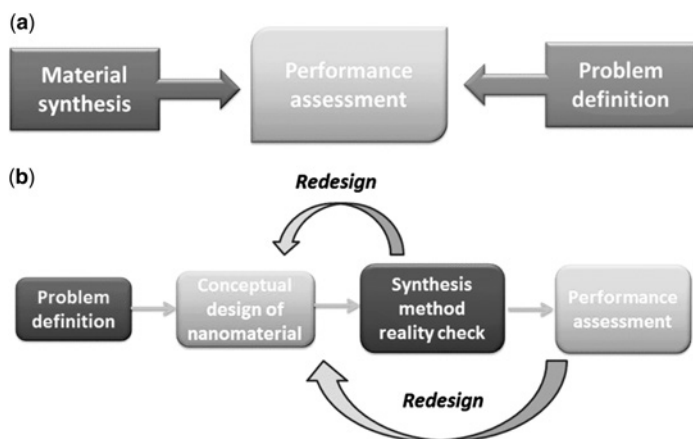 (a)
Material
synthesis
Performance
assessment
Problem
definition
(b)
Redesign
Problem
definition
Conceptual
design of
nanomaterial
Synthesis
method
reality check
Performance
assessment
Redesign